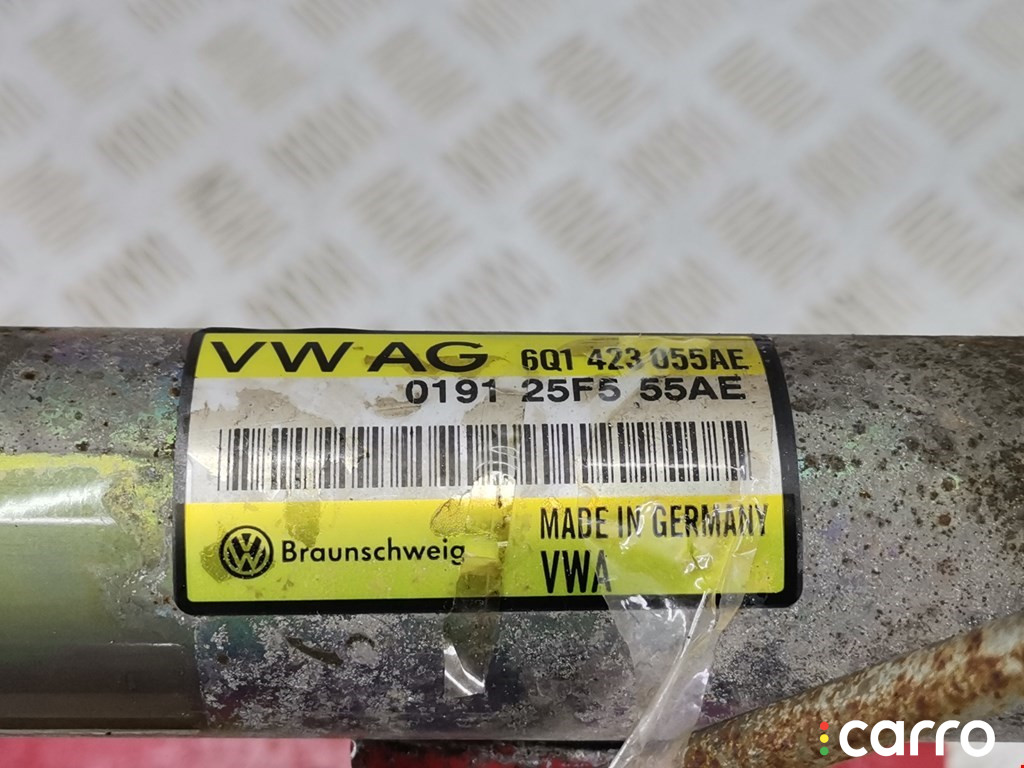 VW AG 6Q1 423 055AE
0191 25F5 55AE
MADE IN GERMANY
Braunschweig
VWA
carro